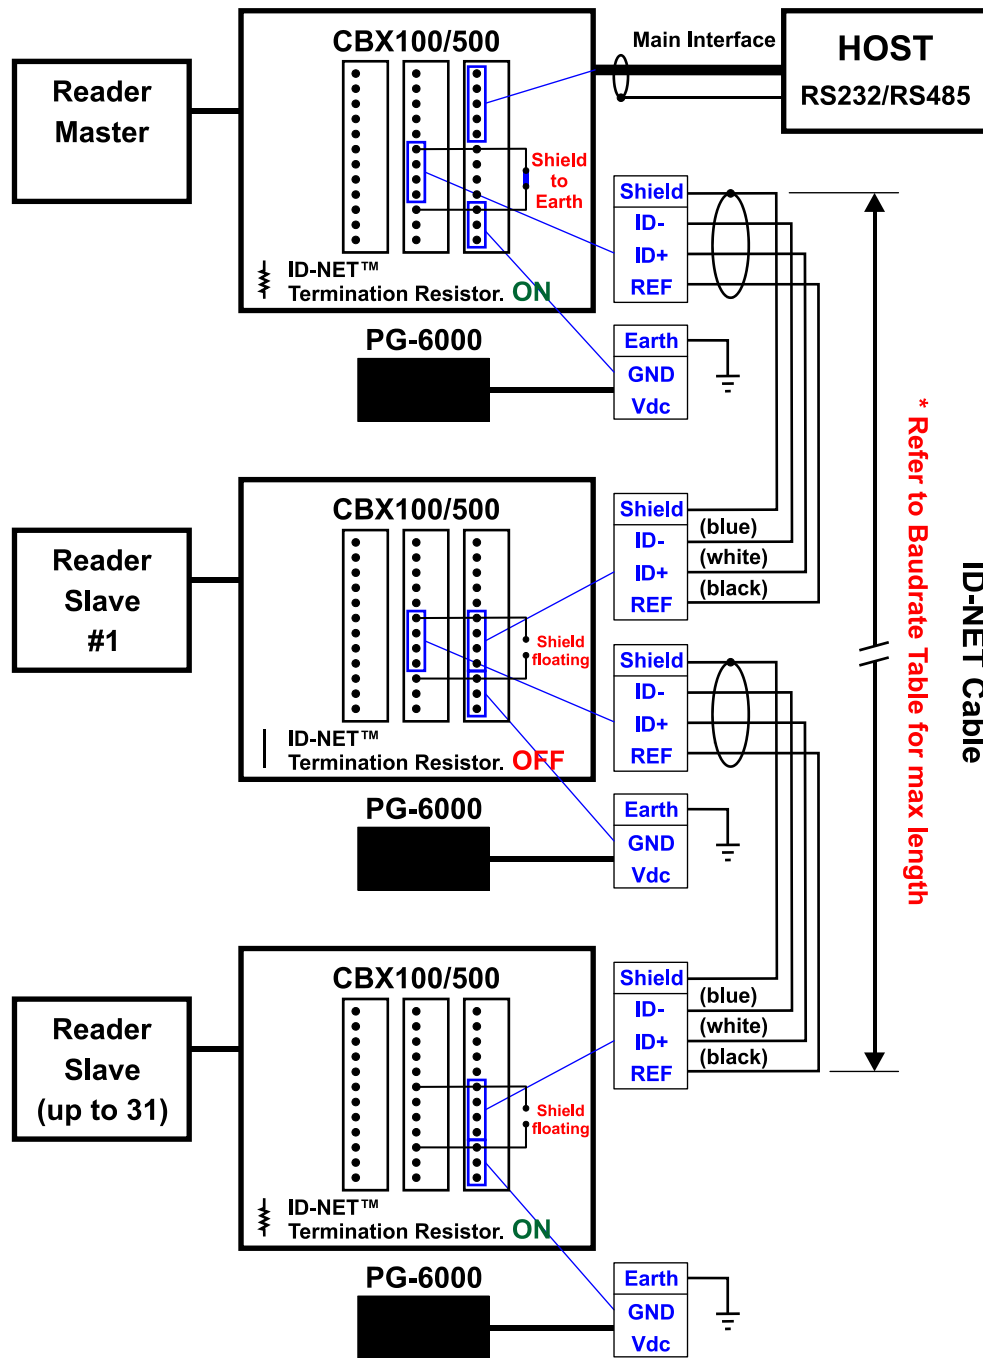 CBX100/500
Main Interface
HOST
RS232/RS485
Reader
Master
Shield
to
Earth
ID-NET™
Termination Resistor. ON
Shield
ID-
ID+
REF
PG-6000
Earth
GND
Vdc
CBX100/500
Reader
Slave
#1
Shield
floating
ID-NET™
Termination Resistor. OFF
Shield
ID-
(blue)
ID+
(white)
REF
(black)
Shield
ID-
ID+
REF
PG-6000
Earth
GND
Vdc
ID-NET Cable
* Refer to Baudrate Table for max length
CBX100/500
Reader
Slave
(up to 31)
Shield
floating
ID-NET™
Termination Resistor. ON
Shield
ID-
(blue)
ID+
(white)
REF
(black)
PG-6000
Earth
GND
Vdc